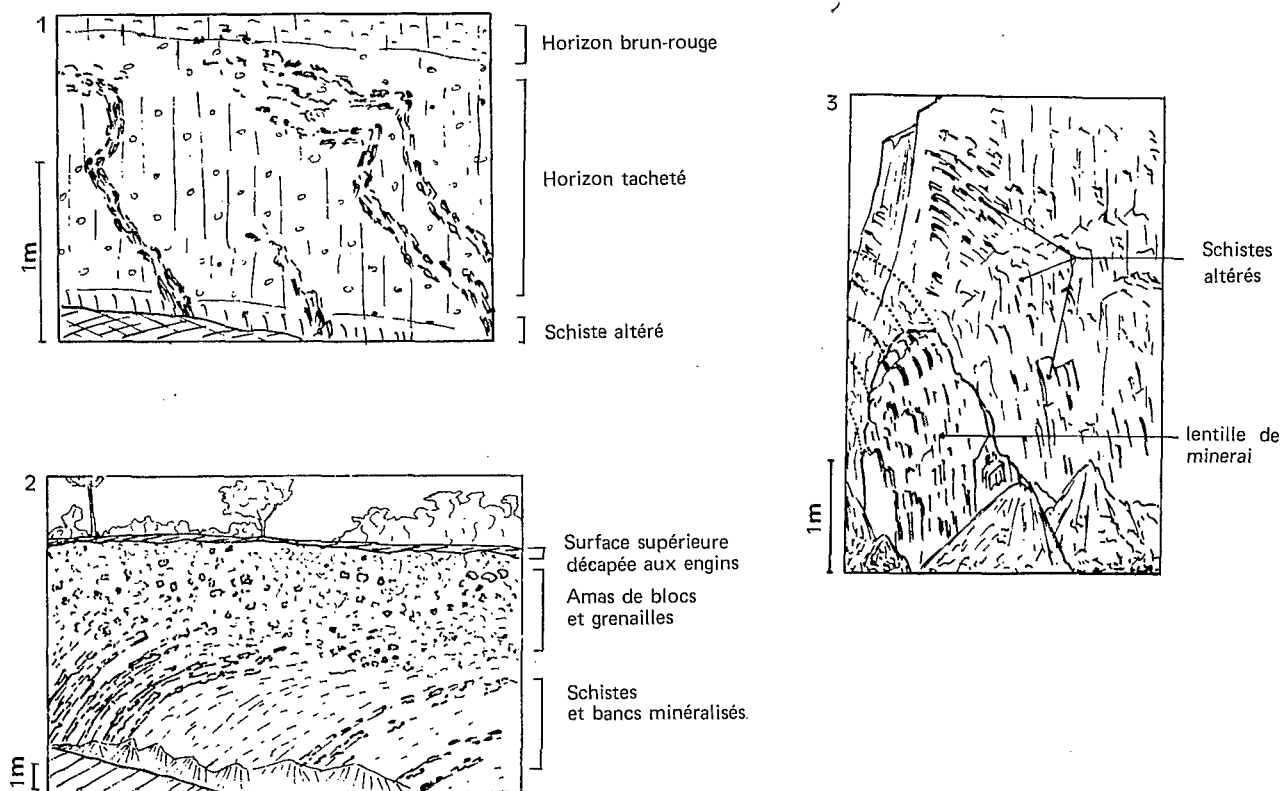 1
Horizon brun-rouge
Horizon tacheté
1m
Schiste altéré
2
Surface supérieure
décapée aux engins
Amas de blocs
et grenailles
Schistes
et bancs minéralisés.
1m
3
Schistes
altérés
lentille de
minerai
1m